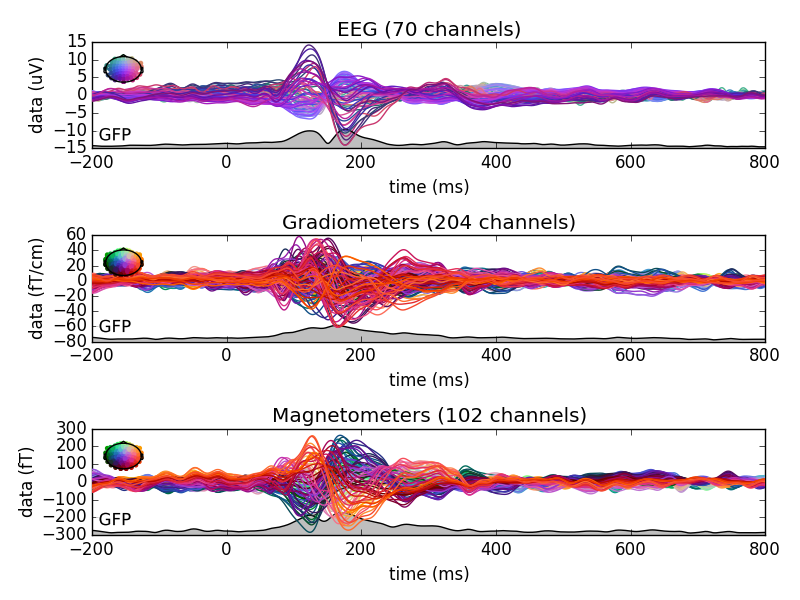 EEG (70 channels)
data (uV)
15
10
5
0
−5
−10
−15
GFP
−200 0 200 400 600 800
time (ms)
Gradiometers (204 channels)
data (fT/cm)
60
40
20
0
−20
−40
−60
−80
GFP
−200 0 200 400 600 800
time (ms)
Magnetometers (102 channels)
data (fT)
300
200
100
0
−100
−200
−300
GFP
−200 0 200 400 600 800
time (ms)